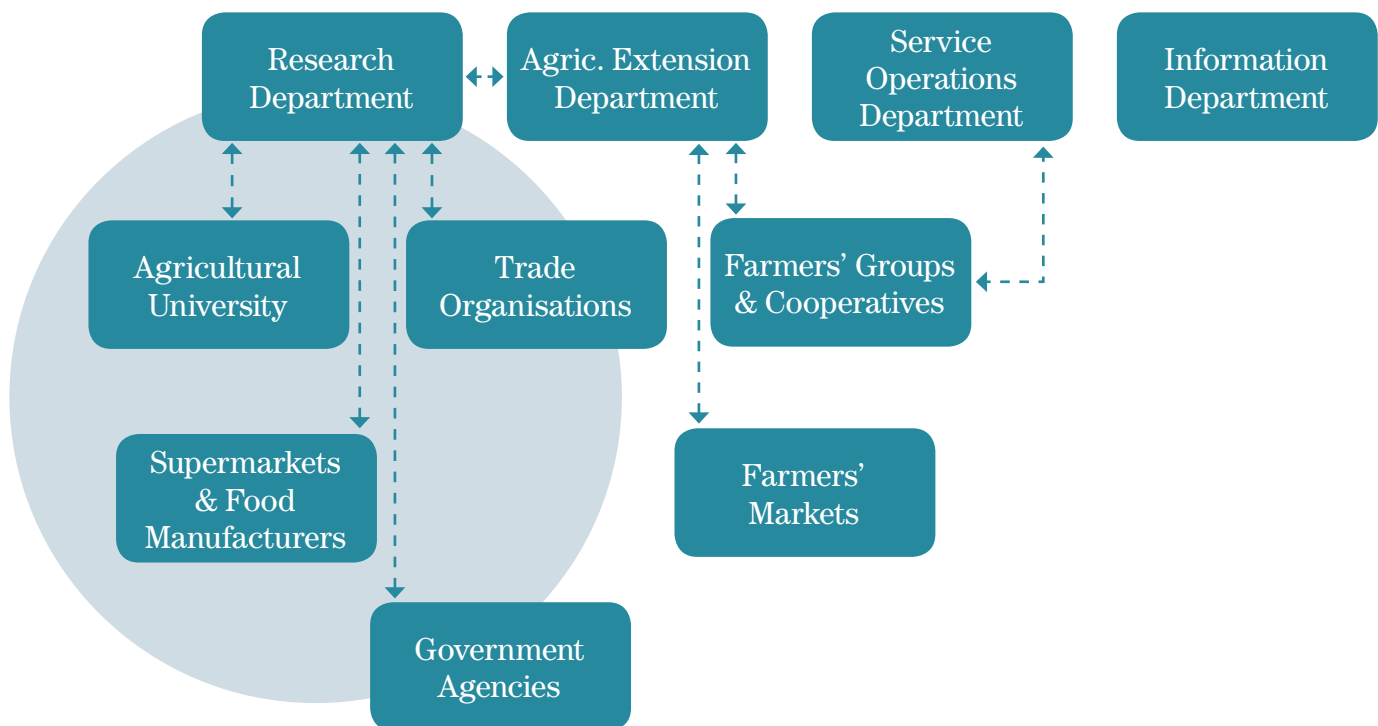 Research
Department
Agric. Extension
Department
Service
Operations
Department
Information
Department
Agricultural
University
Trade
Organisations
Farmers’ Groups
& Cooperatives
Supermarkets
& Food
Manufacturers
Farmers’
Markets
Government
Agencies